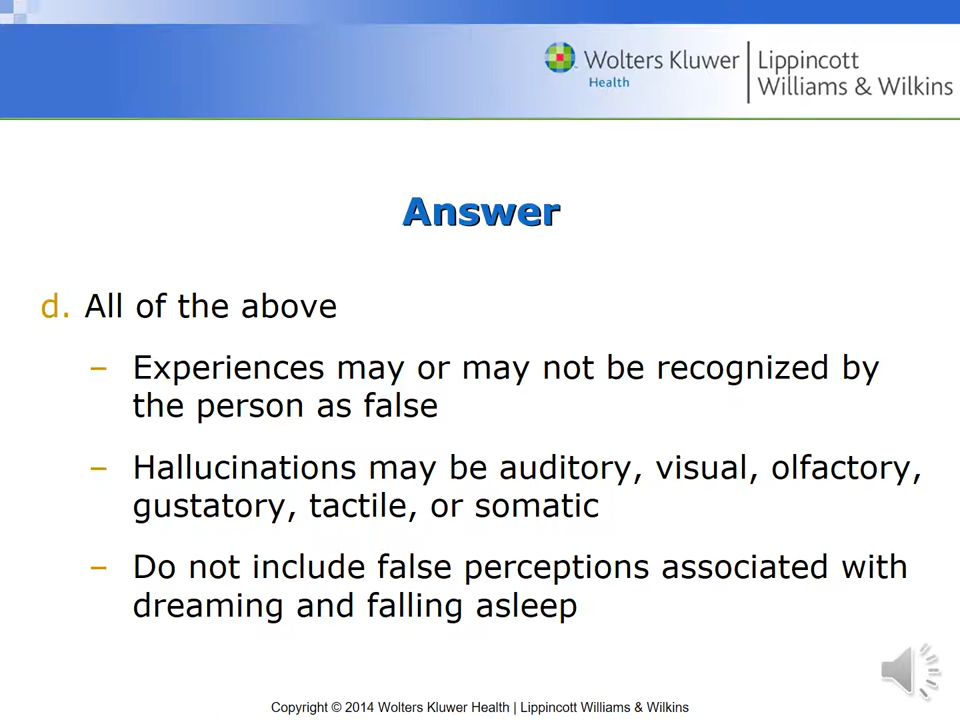 Wolters Kluwer
Health
Lippincott
Williams & Wilkins
Answer
d. All of the above
– Experiences may or may not be recognized by
the person as false
– Hallucinations may be auditory, visual, olfactory,
gustatory, tactile, or somatic
– Do not include false perceptions associated with
dreaming and falling asleep
Copyright © 2014 Wolters Kluwer Health | Lippincott Williams & Wilkins